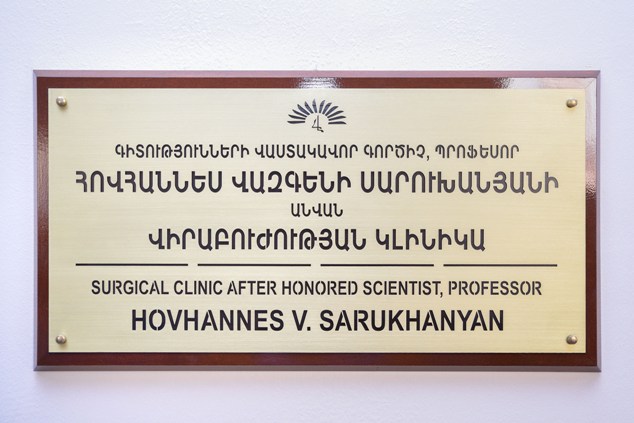 ԳԻՏՈՒԹՅՈՒՆՆԵՐԻ ՎԱՍՏԱԿԱՎՈՐ ԳՈՐԾԻՉ, ՊՐՈՖԵՍՈՐ
ՀՈՎՀԱՆՆԵՍ ՎԱԶԳԵՆԻ ՍԱՐՈՒԽԱՆՅԱՆԻ
ԱՆՎԱՆ
ՎԻՐԱԲՈՒԺՈՒԹՅԱՆ ԿԼԻՆԻԿԱ
SURGICAL CLINIC AFTER HONORED SCIENTIST, PROFESSOR
HOVHANNES V. SARUKHANYAN